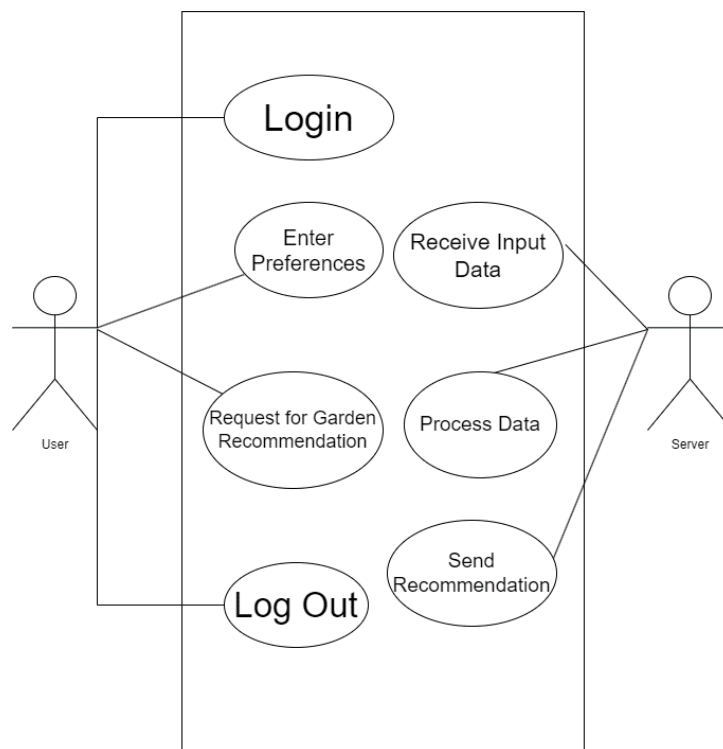 Login
Enter
Preferences
Receive Input
Data
Request for Garden
Recommendation
Process Data
User
Server
Send
Recommendation
Log Out